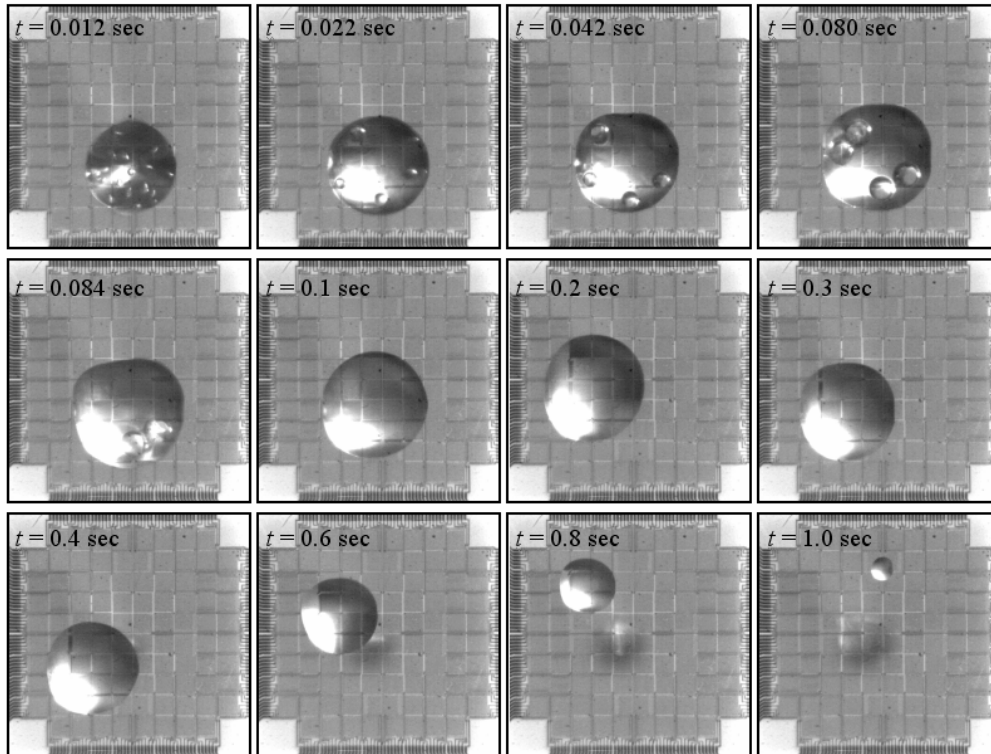 t = 0.012 sec
t = 0.022 sec
t = 0.042 sec
t = 0.080 sec
t = 0.084 sec
t = 0.1 sec
t = 0.2 sec
t = 0.3 sec
t = 0.4 sec
t = 0.6 sec
t = 0.8 sec
t = 1.0 sec